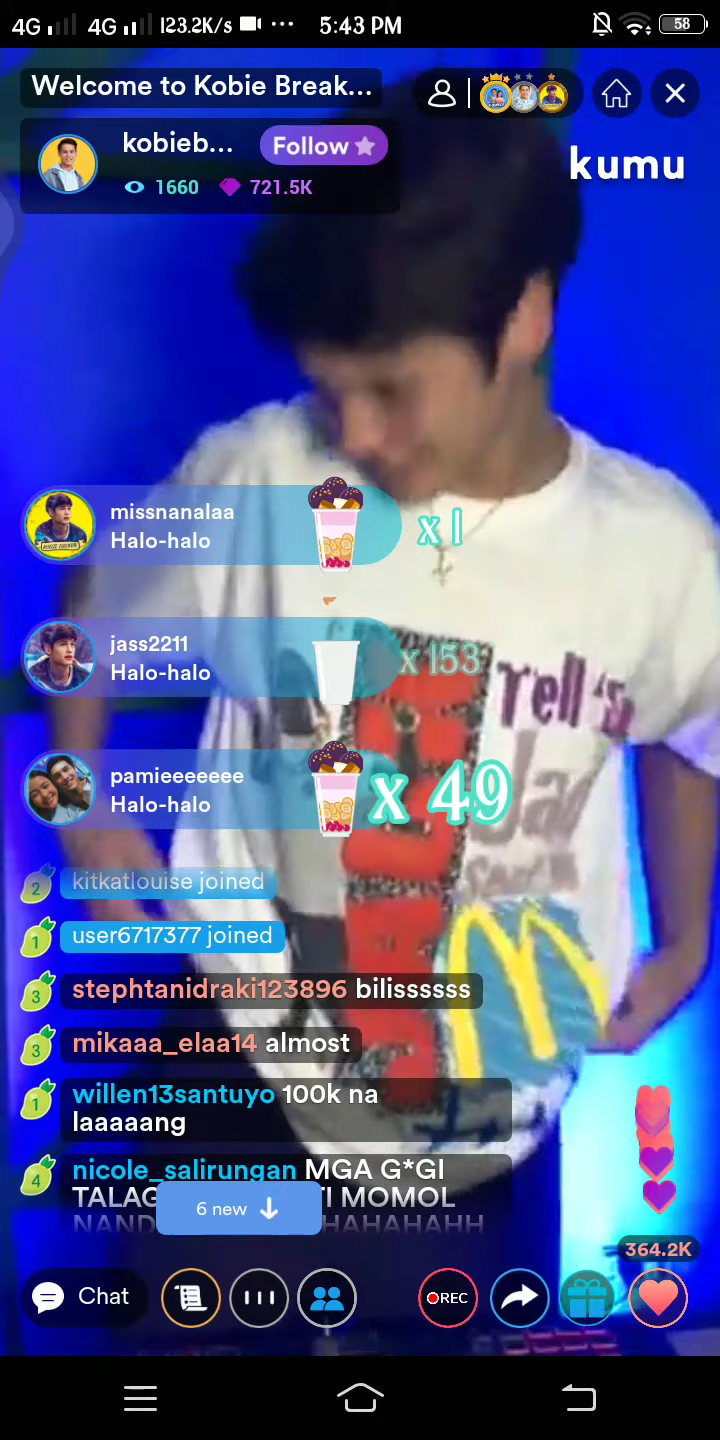 4G 4G 123.2K/s ... 5:43 PM 58
Welcome to Kobie Break...
kobieb... Follow
1660 721.5K
kumu
missnanalaa
Halo-halo
x 1
jass2211
Halo-halo
x 153
pamieeeeeee
Halo-halo
x 49
Tell
2 kitkatlouise joined
1 user6717377 joined
3 stephtanidraki123896 bilissssss
3 mikaaa_elaa14 almost
1 willen13santuyo 100k na
laaaaang
4 nicole_salirungan MGA G*GI
MOMOL
6 new
364.2K
Chat
REC